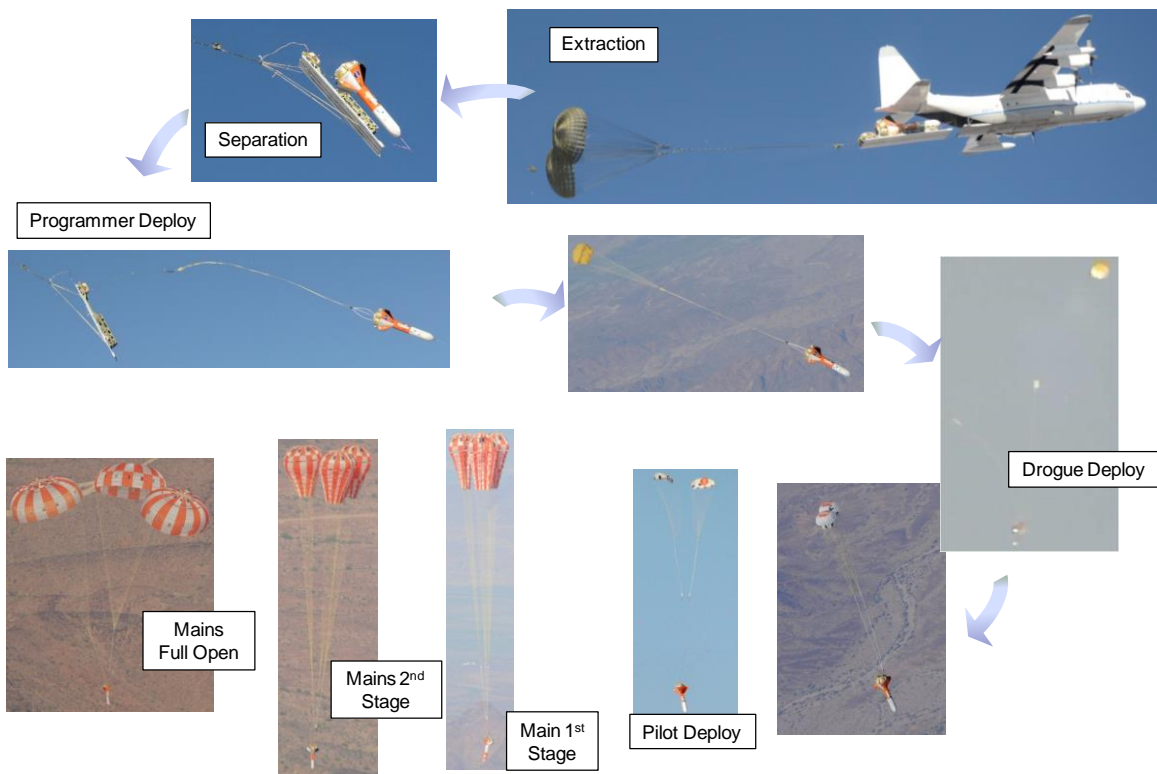 Extraction
Separation
Programmer Deploy
Drogue Deploy
Pilot Deploy
Main 1st
Stage
Mains 2nd
Stage
Mains
Full Open